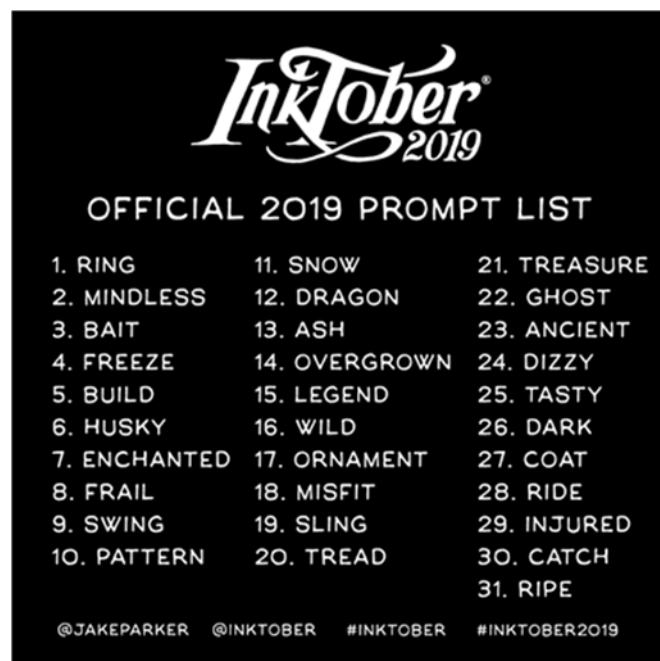 InkTober®
2019
OFFICIAL 2019 PROMPT LIST
1. RING
2. MINDLESS
3. BAIT
4. FREEZE
5. BUILD
6. HUSKY
7. ENCHANTED
8. FRAIL
9. SWING
10. PATTERN
11. SNOW
12. DRAGON
13. ASH
14. OVERGROWN
15. LEGEND
16. WILD
17. ORNAMENT
18. MISFIT
19. SLING
20. TREAD
21. TREASURE
22. GHOST
23. ANCIENT
24. DIZZY
25. TASTY
26. DARK
27. COAT
28. RIDE
29. INJURED
30. CATCH
31. RIPE
@JAKEPARKER @INKTOBER #INKTOBER #INKTOBER2019